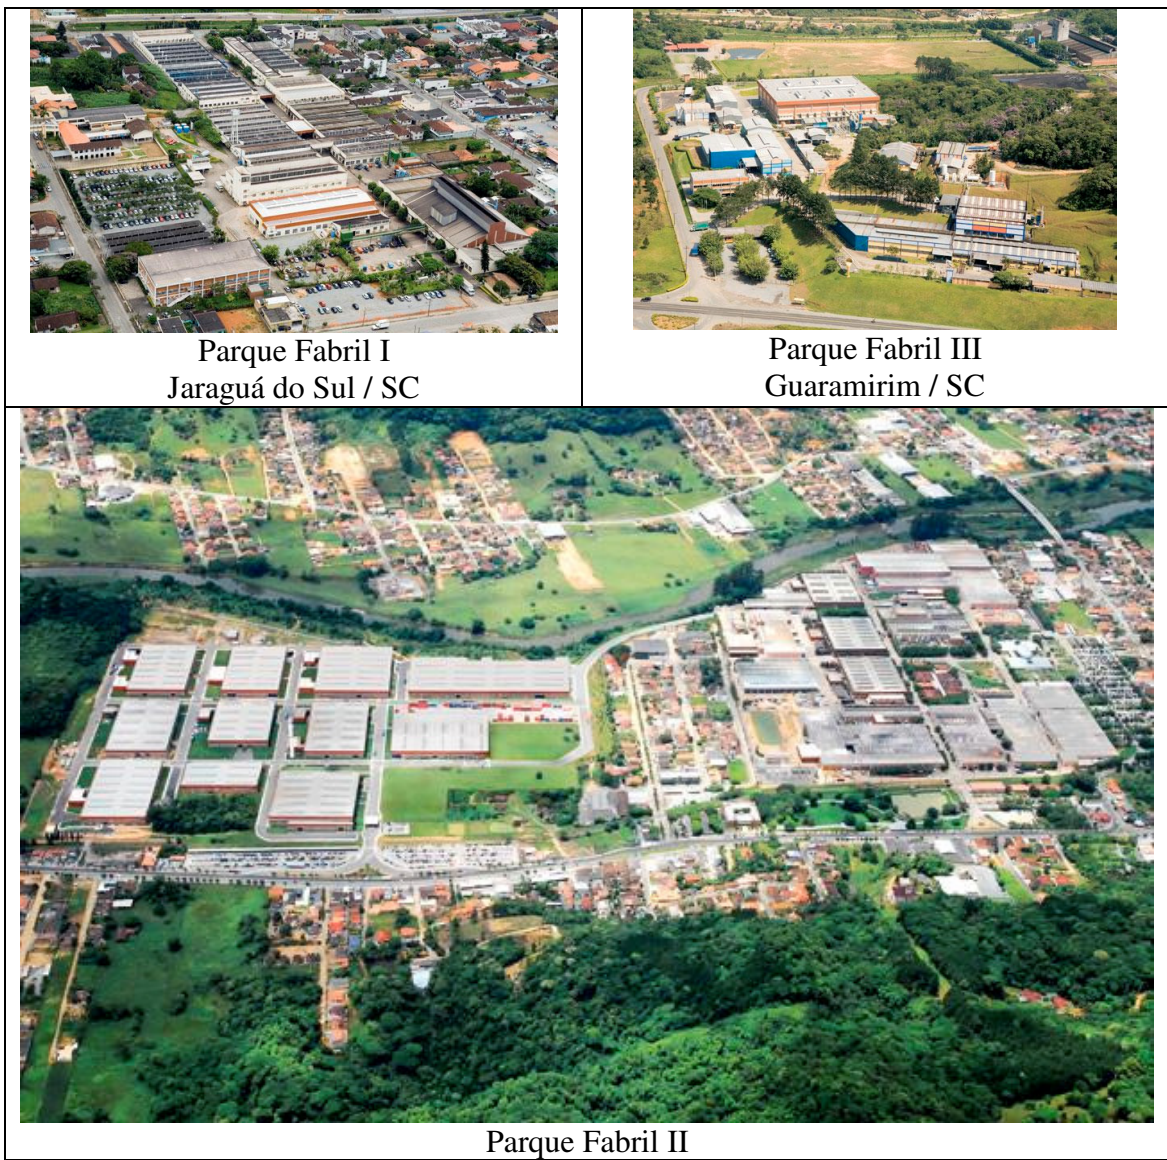 Parque Fabril I
Jaraguá do Sul / SC
Parque Fabril III
Guaramirim / SC
Parque Fabril II